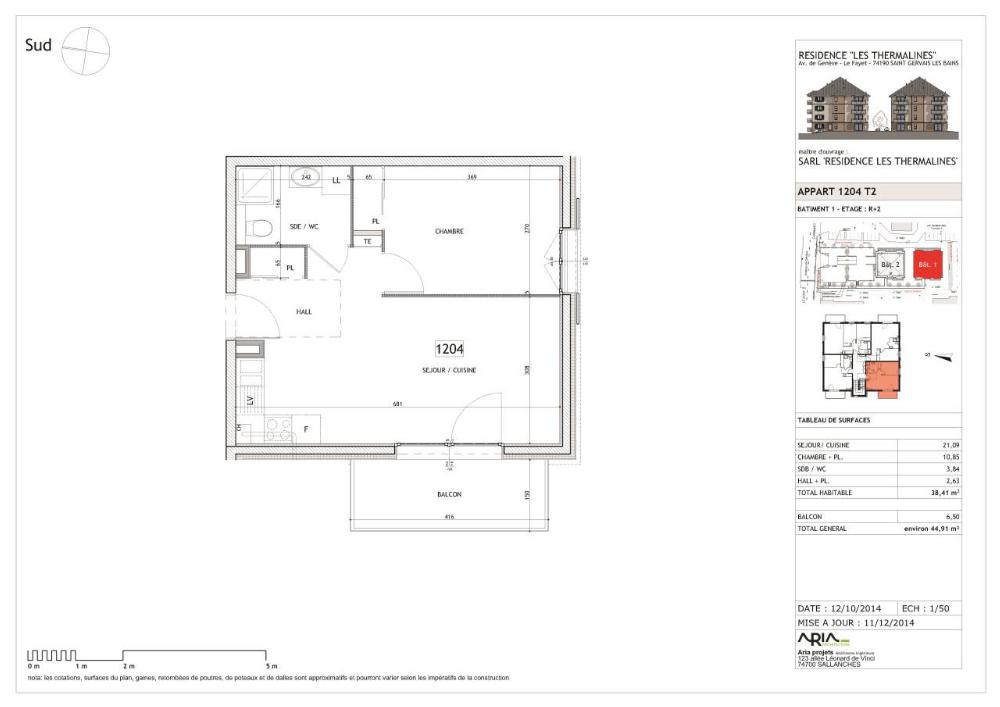 Sud
RESIDENCE "LES THERMALINES"
Av. de Genève - Le Fayet - 74190 SAINT GERVAIS LES BAINS
maître d'ouvrage :
SARL 'RESIDENCE LES THERMALINES'
APPART 1204 T2
BATIMENT 1 - ETAGE : R+2
Bât. 2
Bât. 1
S
242
LL
5
65
369
166
SDE / WC
PL
TE
CHAMBRE
270
5
65
PL
5
HALL
1204
SEJOUR / CUISINE
308
LV
681
F
BALCON
150
416
TABLEAU DE SURFACES
SEJOUR/ CUISINE 21,09
CHAMBRE + PL. 10,85
SDB / WC 3,84
HALL + PL. 2,63
TOTAL HABITABLE 38,41 m²
BALCON 6,50
TOTAL GENERAL environ 44,91 m²
DATE : 12/10/2014 ECH : 1/50
MISE A JOUR : 11/12/2014
ARIA
Aria projets
123 allée Léonard de Vinci
74700 SALLANCHES
0 m 1 m 2 m 5 m
nota: les cotations, surfaces du plan, gaines, retombées de poutres, de poteaux et de dalles sont approximatifs et pourront varier selon les impératifs de la construction